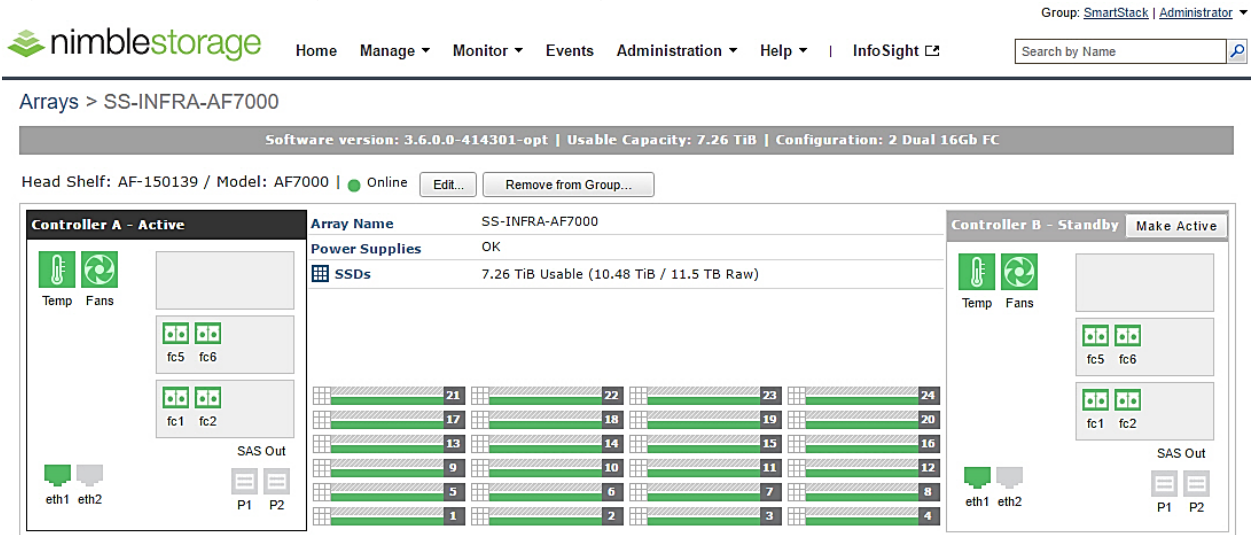 Group: SmartStack | Administrator
nimblestorage
Home Manage Monitor Events Administration Help | InfoSight
Search by Name
Arrays > SS-INFRA-AF7000
Software version: 3.6.0.0-414301-opt | Usable Capacity: 7.26 TiB | Configuration: 2 Dual 16Gb FC
Head Shelf: AF-150139 / Model: AF7000 | Online Edit... Remove from Group...
Controller A - Active
Temp Fans
fc5 fc6
fc1 fc2
SAS Out
eth1 eth2
P1 P2
Array Name SS-INFRA-AF7000
Power Supplies OK
SSDs 7.26 TiB Usable (10.48 TiB / 11.5 TB Raw)
21 22 23 24
17 18 19 20
13 14 15 16
9 10 11 12
5 6 7 8
1 2 3 4
Controller B - Standby Make Active
Temp Fans
fc5 fc6
fc1 fc2
SAS Out
eth1 eth2
P1 P2